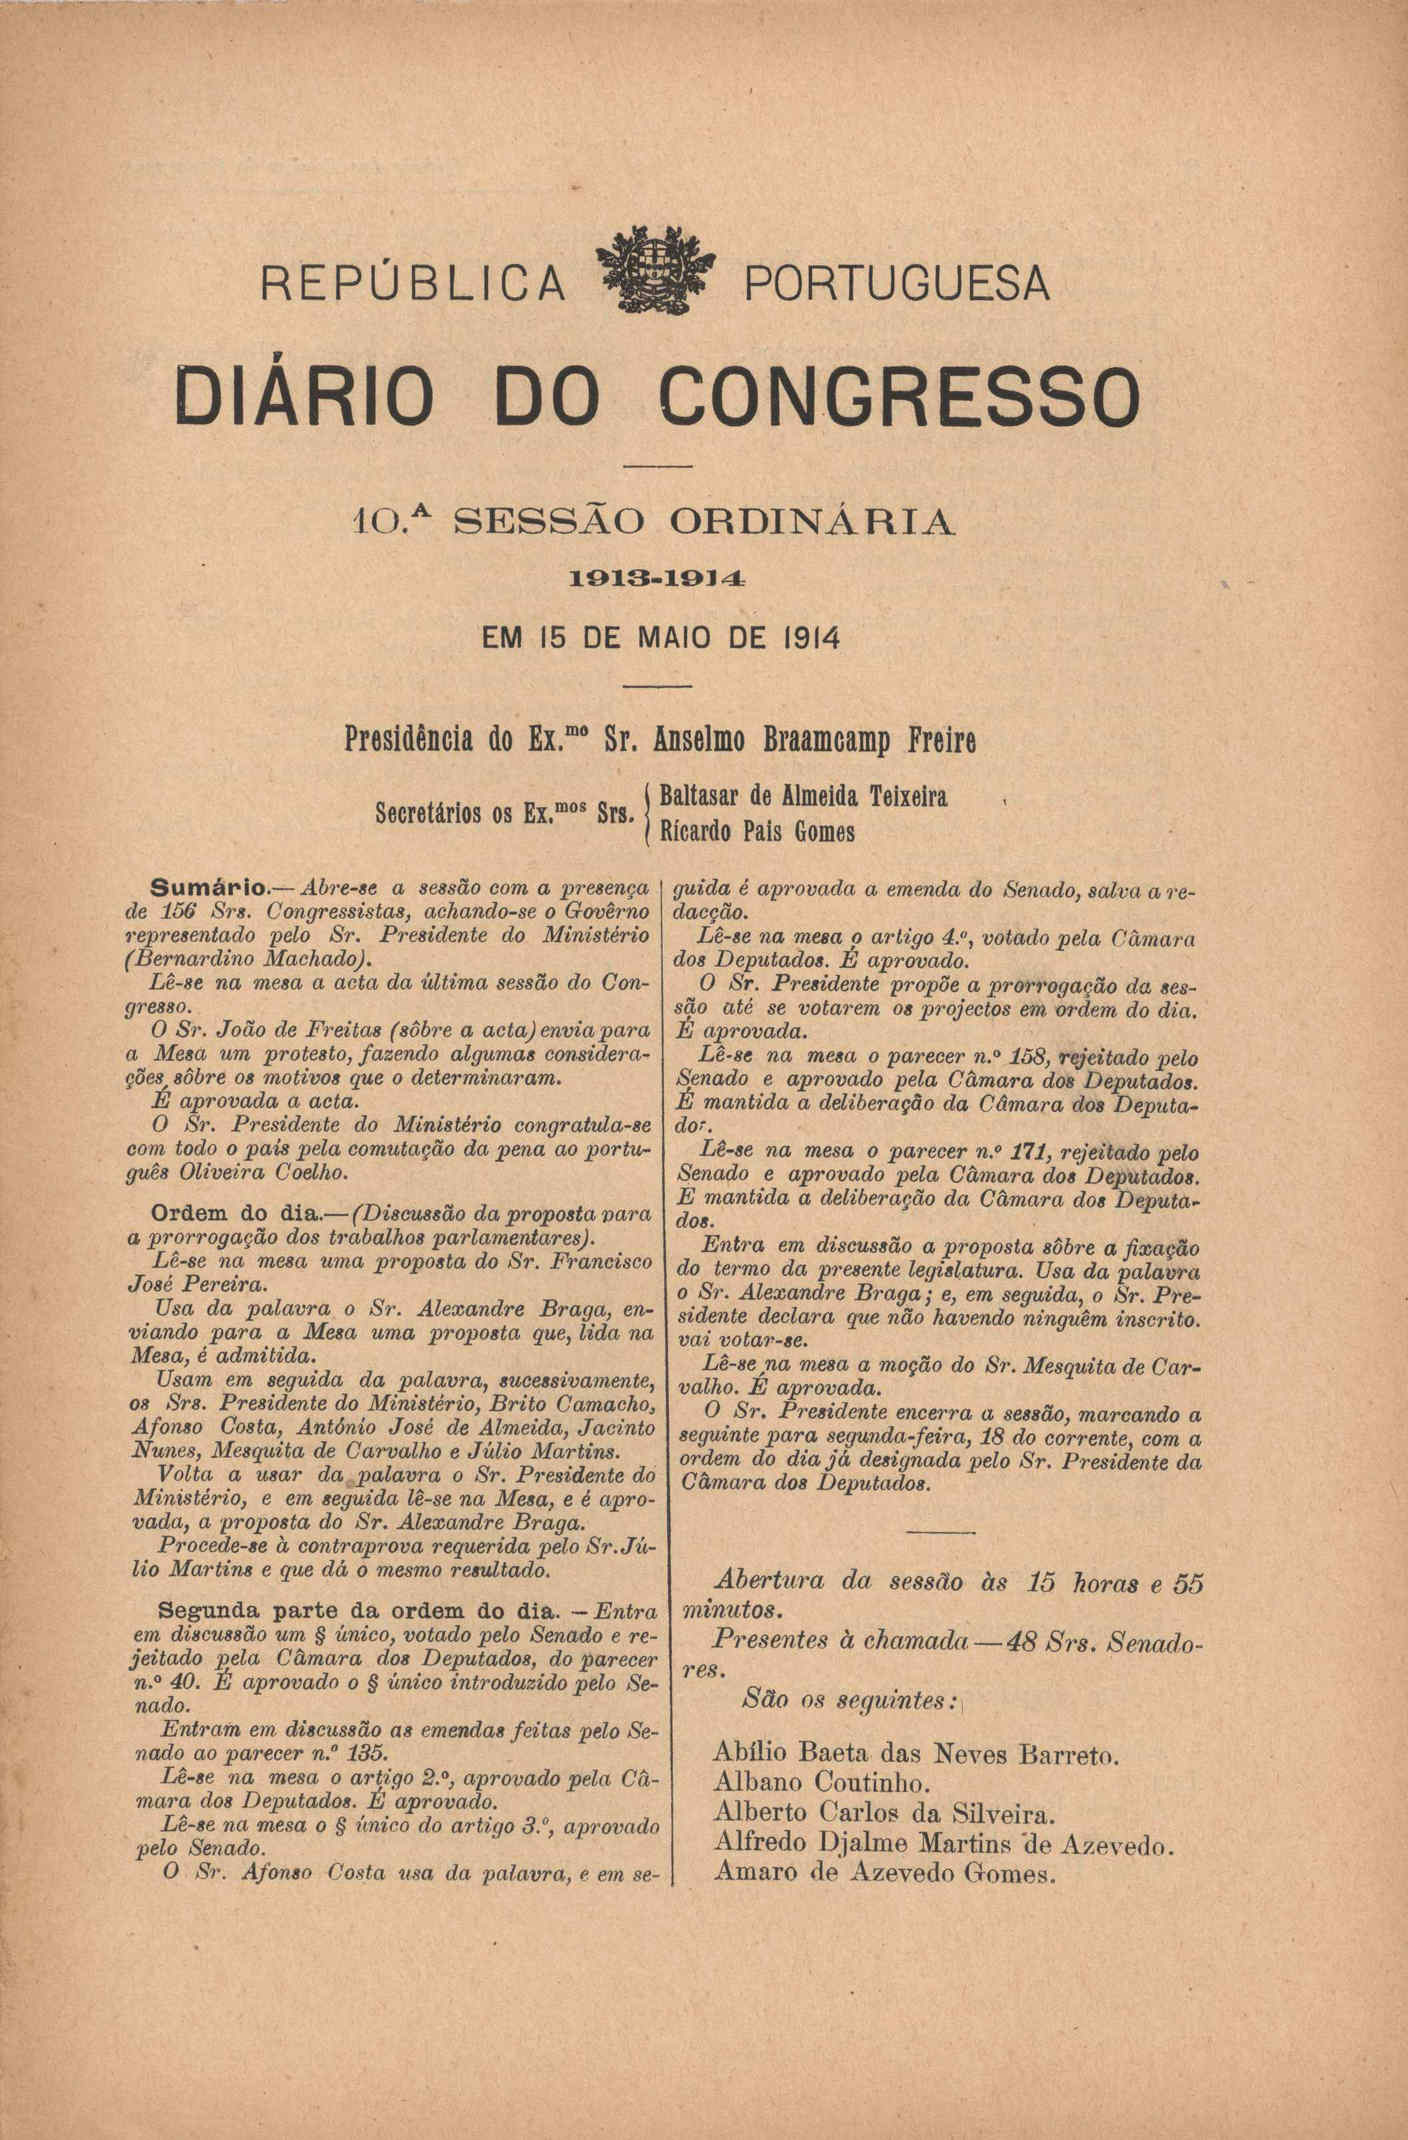 REPÚBLICA PORTUGUESA
DIÁRIO DO CONGRESSO
10.ᴬ SESSÃO ORDINÁRIA
1913-1914
EM 15 DE MAIO DE 1914
Presidência do Ex.ᵐᵒ Sr. Anselmo Braamcamp Freire
Secretários os Ex.ᵐᵒˢ Srs.
Baltasar de Almeida Teixeira
Ricardo Pais Gomes
Sumário.—Abre-se a sessão com a presença
de 156 Srs. Congressistas, achando-se o Govêrno
representado pelo Sr. Presidente do Ministério
(Bernardino Machado).
Lê-se na mesa a acta da última sessão do Con-
gresso.
O Sr. João de Freitas (sôbre a acta) envia para
a Mesa um protesto, fazendo algumas considera-
ções sôbre os motivos que o determinaram.
É aprovada a acta.
O Sr. Presidente do Ministério congratula-se
com todo o país pela comutação da pena ao portu-
guês Oliveira Coelho.
Ordem do dia.—(Discussão da proposta para
a prorrogação dos trabalhos parlamentares).
Lê-se na mesa uma proposta do Sr. Francisco
José Pereira.
Usa da palavra o Sr. Alexandre Braga, en-
viando para a Mesa uma proposta que, lida na
Mesa, é admitida.
Usam em seguida da palavra, sucessivamente,
os Srs. Presidente do Ministério, Brito Camacho,
Afonso Costa, António José de Almeida, Jacinto
Nunes, Mesquita de Carvalho e Júlio Martins.
Volta a usar da palavra o Sr. Presidente do
Ministério, e em seguida lê-se na Mesa, e é apro-
vada, a proposta do Sr. Alexandre Braga.
Procede-se à contraprova requerida pelo Sr. Jú-
lio Martins e que dá o mesmo resultado.
Segunda parte da ordem do dia. — Entra
em discussão um § único, votado pelo Senado e re-
jeitado pela Câmara dos Deputados, do parecer
n.º 40. É aprovado o § único introduzido pelo Se-
nado.
Entram em discussão as emendas feitas pelo Se-
nado ao parecer n.º 135.
Lê-se na mesa o artigo 2.º, aprovado pela Câ-
mara dos Deputados. É aprovado.
Lê-se na mesa o § único do artigo 3.º, aprovado
pelo Senado.
O Sr. Afonso Costa usa da palavra, e em se-
guida é aprovada a emenda do Senado, salva a re-
dacção.
Lê-se na mesa o artigo 4.º, votado pela Câmara
dos Deputados. É aprovado.
O Sr. Presidente propõe a prorrogação da ses-
são até se votarem os projectos em ordem do dia.
É aprovada.
Lê-se na mesa o parecer n.º 158, rejeitado pelo
Senado e aprovado pela Câmara dos Deputados.
É mantida a deliberação da Câmara dos Deputa-
dos.
Lê-se na mesa o parecer n.º 171, rejeitado pelo
Senado e aprovado pela Câmara dos Deputados.
E mantida a deliberação da Câmara dos Deputa-
dos.
Entra em discussão a proposta sôbre a fixação
do termo da presente legislatura. Usa da palavra
o Sr. Alexandre Braga; e, em seguida, o Sr. Pre-
sidente declara que não havendo ninguêm inscrito.
vai votar-se.
Lê-se na mesa a moção do Sr. Mesquita de Car-
valho. É aprovada.
O Sr. Presidente encerra a sessão, marcando a
seguinte para segunda-feira, 18 do corrente, com a
ordem do dia já designada pelo Sr. Presidente da
Câmara dos Deputados.
Abertura da sessão às 15 horas e 55
minutos.
Presentes à chamada—48 Srs. Senado-
res.
São os seguintes:
Abílio Baeta das Neves Barreto.
Albano Coutinho.
Alberto Carlos da Silveira.
Alfredo Djalme Martins de Azevedo.
Amaro de Azevedo Gomes.